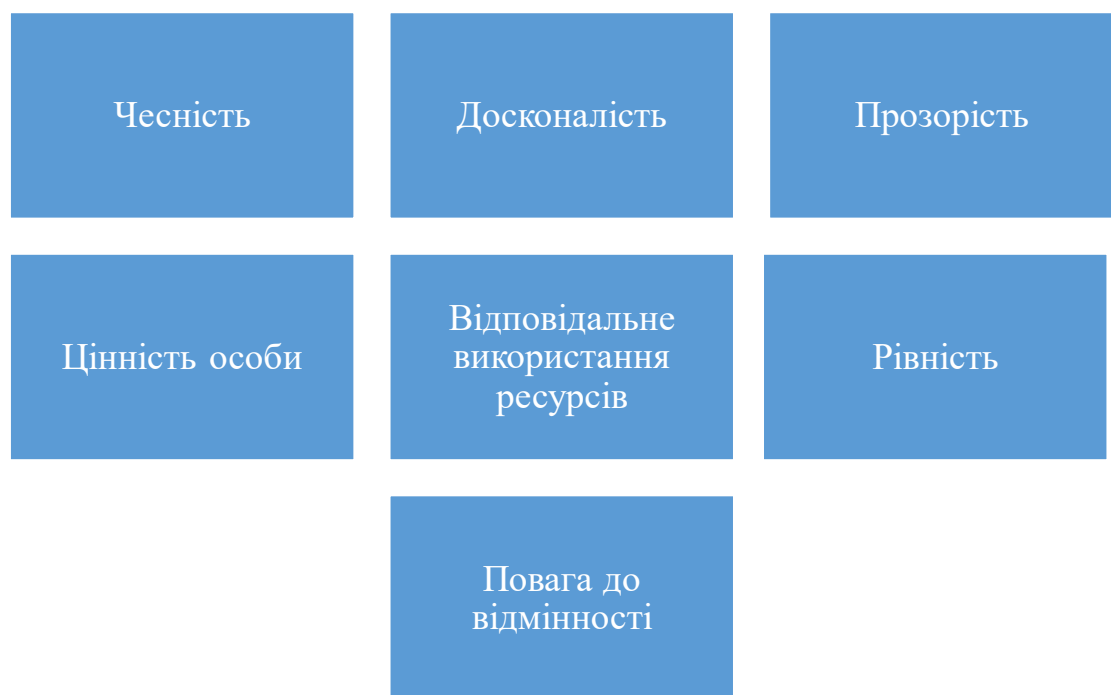 Чесність
Досконалість
Прозорість
Цінність особи
Відповідальне
використання
ресурсів
Рівність
Повага до
відмінності